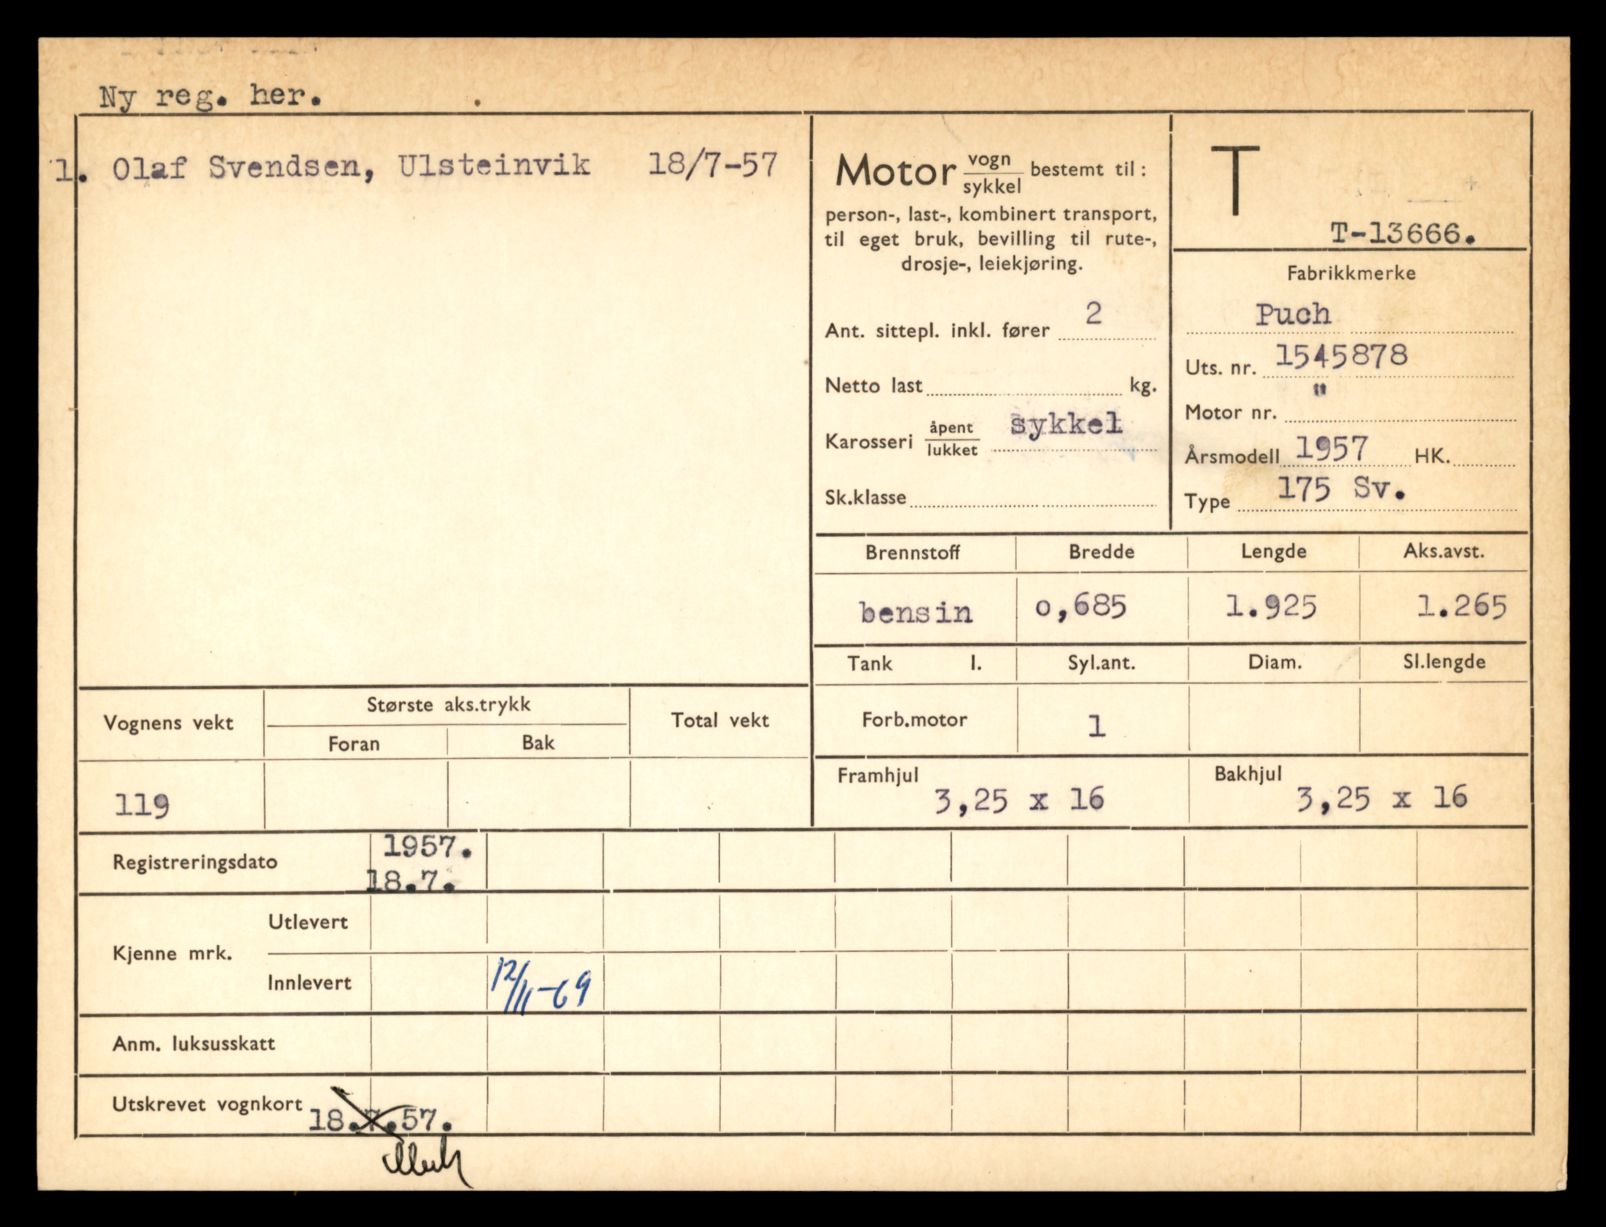 Ny reg. her.
1. Olaf Svendsen, Ulsteinvik 18/7-57
Motor vogn/sykkel bestemt til:
person-, last-, kombinert transport,
til eget bruk, bevilling til rute-,
drosje-, leiekjøring.
Ant. sittepl. inkl. fører 2
Netto last kg.
Karosseri åpent/lukket sykkel
Sk.klasse
T
T-13666.
Fabrikkmerke
Puch
Uts. nr. 1545878
Motor nr. "
Årsmodell 1957 HK.
Type 175 Sv.
Brennstoff Bredde Lengde Aks.avst.
bensin 0,685 1.925 1.265
Tank l. Syl.ant. Diam. Sl.lengde
Forb.motor 1
Framhjul 3,25 x 16 Bakhjul 3,25 x 16
Vognens vekt Største aks.trykk Total vekt
Foran Bak
119
Registreringsdato 1957.
18.7.
Kjenne mrk. Utlevert
Innlevert 12/11-69
Anm. luksusskatt
Utskrevet vognkort 18.7.57.